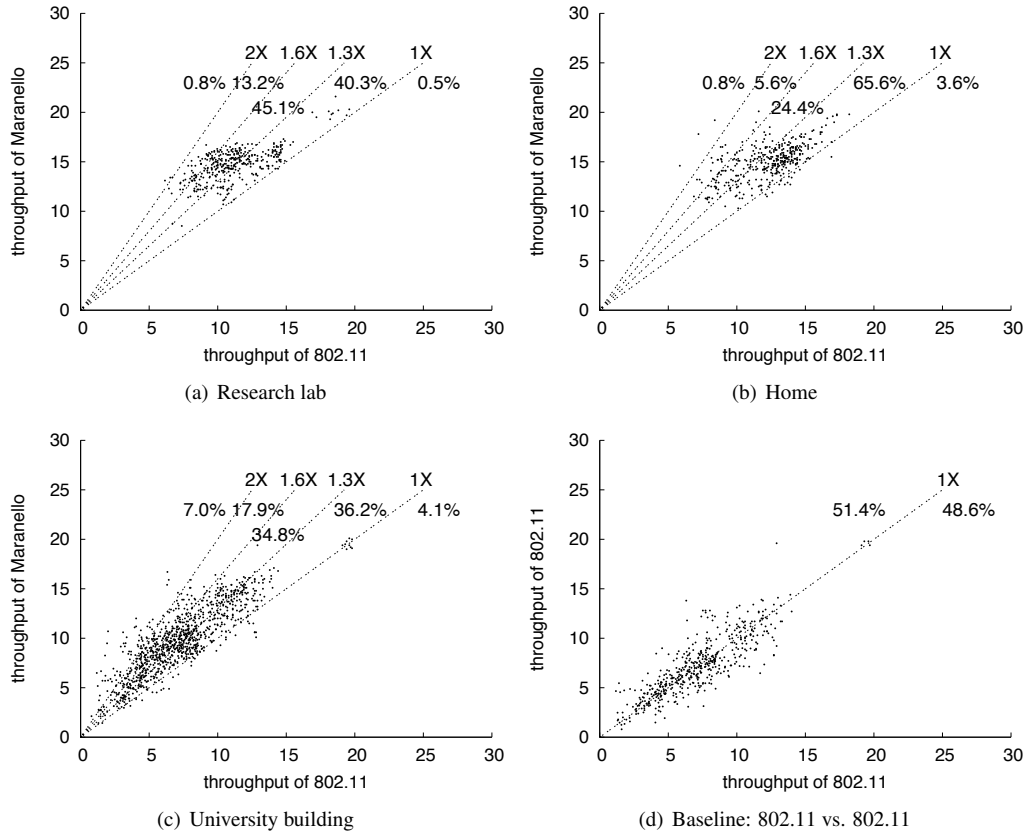 30
25
20
15
10
5
0
0 5 10 15 20 25 30
throughput of Maranello
throughput of 802.11
2X 1.6X 1.3X 1X
0.8% 13.2% 40.3% 0.5%
45.1%
(a) Research lab
30
25
20
15
10
5
0
0 5 10 15 20 25 30
throughput of Maranello
throughput of 802.11
2X 1.6X 1.3X 1X
0.8% 5.6% 65.6% 3.6%
24.4%
(b) Home
30
25
20
15
10
5
0
0 5 10 15 20 25 30
throughput of Maranello
throughput of 802.11
2X 1.6X 1.3X 1X
7.0% 17.9% 36.2% 4.1%
34.8%
(c) University building
30
25
20
15
10
5
0
0 5 10 15 20 25 30
throughput of 802.11
throughput of 802.11
1X
51.4% 48.6%
(d) Baseline: 802.11 vs. 802.11